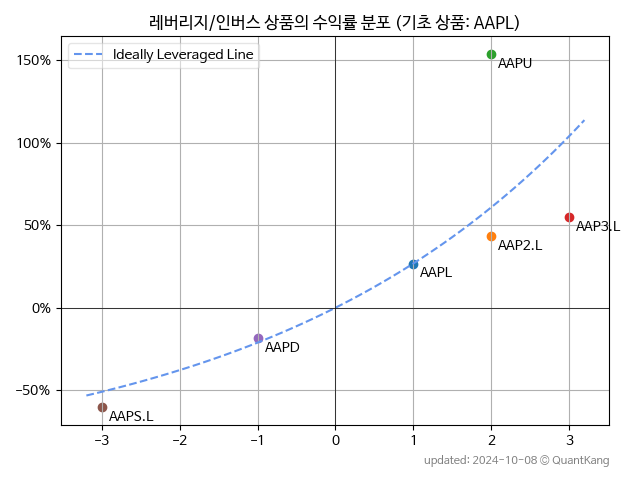 레버리지/인버스 상품의 수익률 분포 (기초 상품: AAPL)
Ideally Leveraged Line
150%
100%
50%
0%
−50%
AAPU
AAP3.L
AAP2.L
AAPL
AAPD
AAPS.L
−3 −2 −1 0 1 2 3
updated: 2024-10-08 © QuantKang